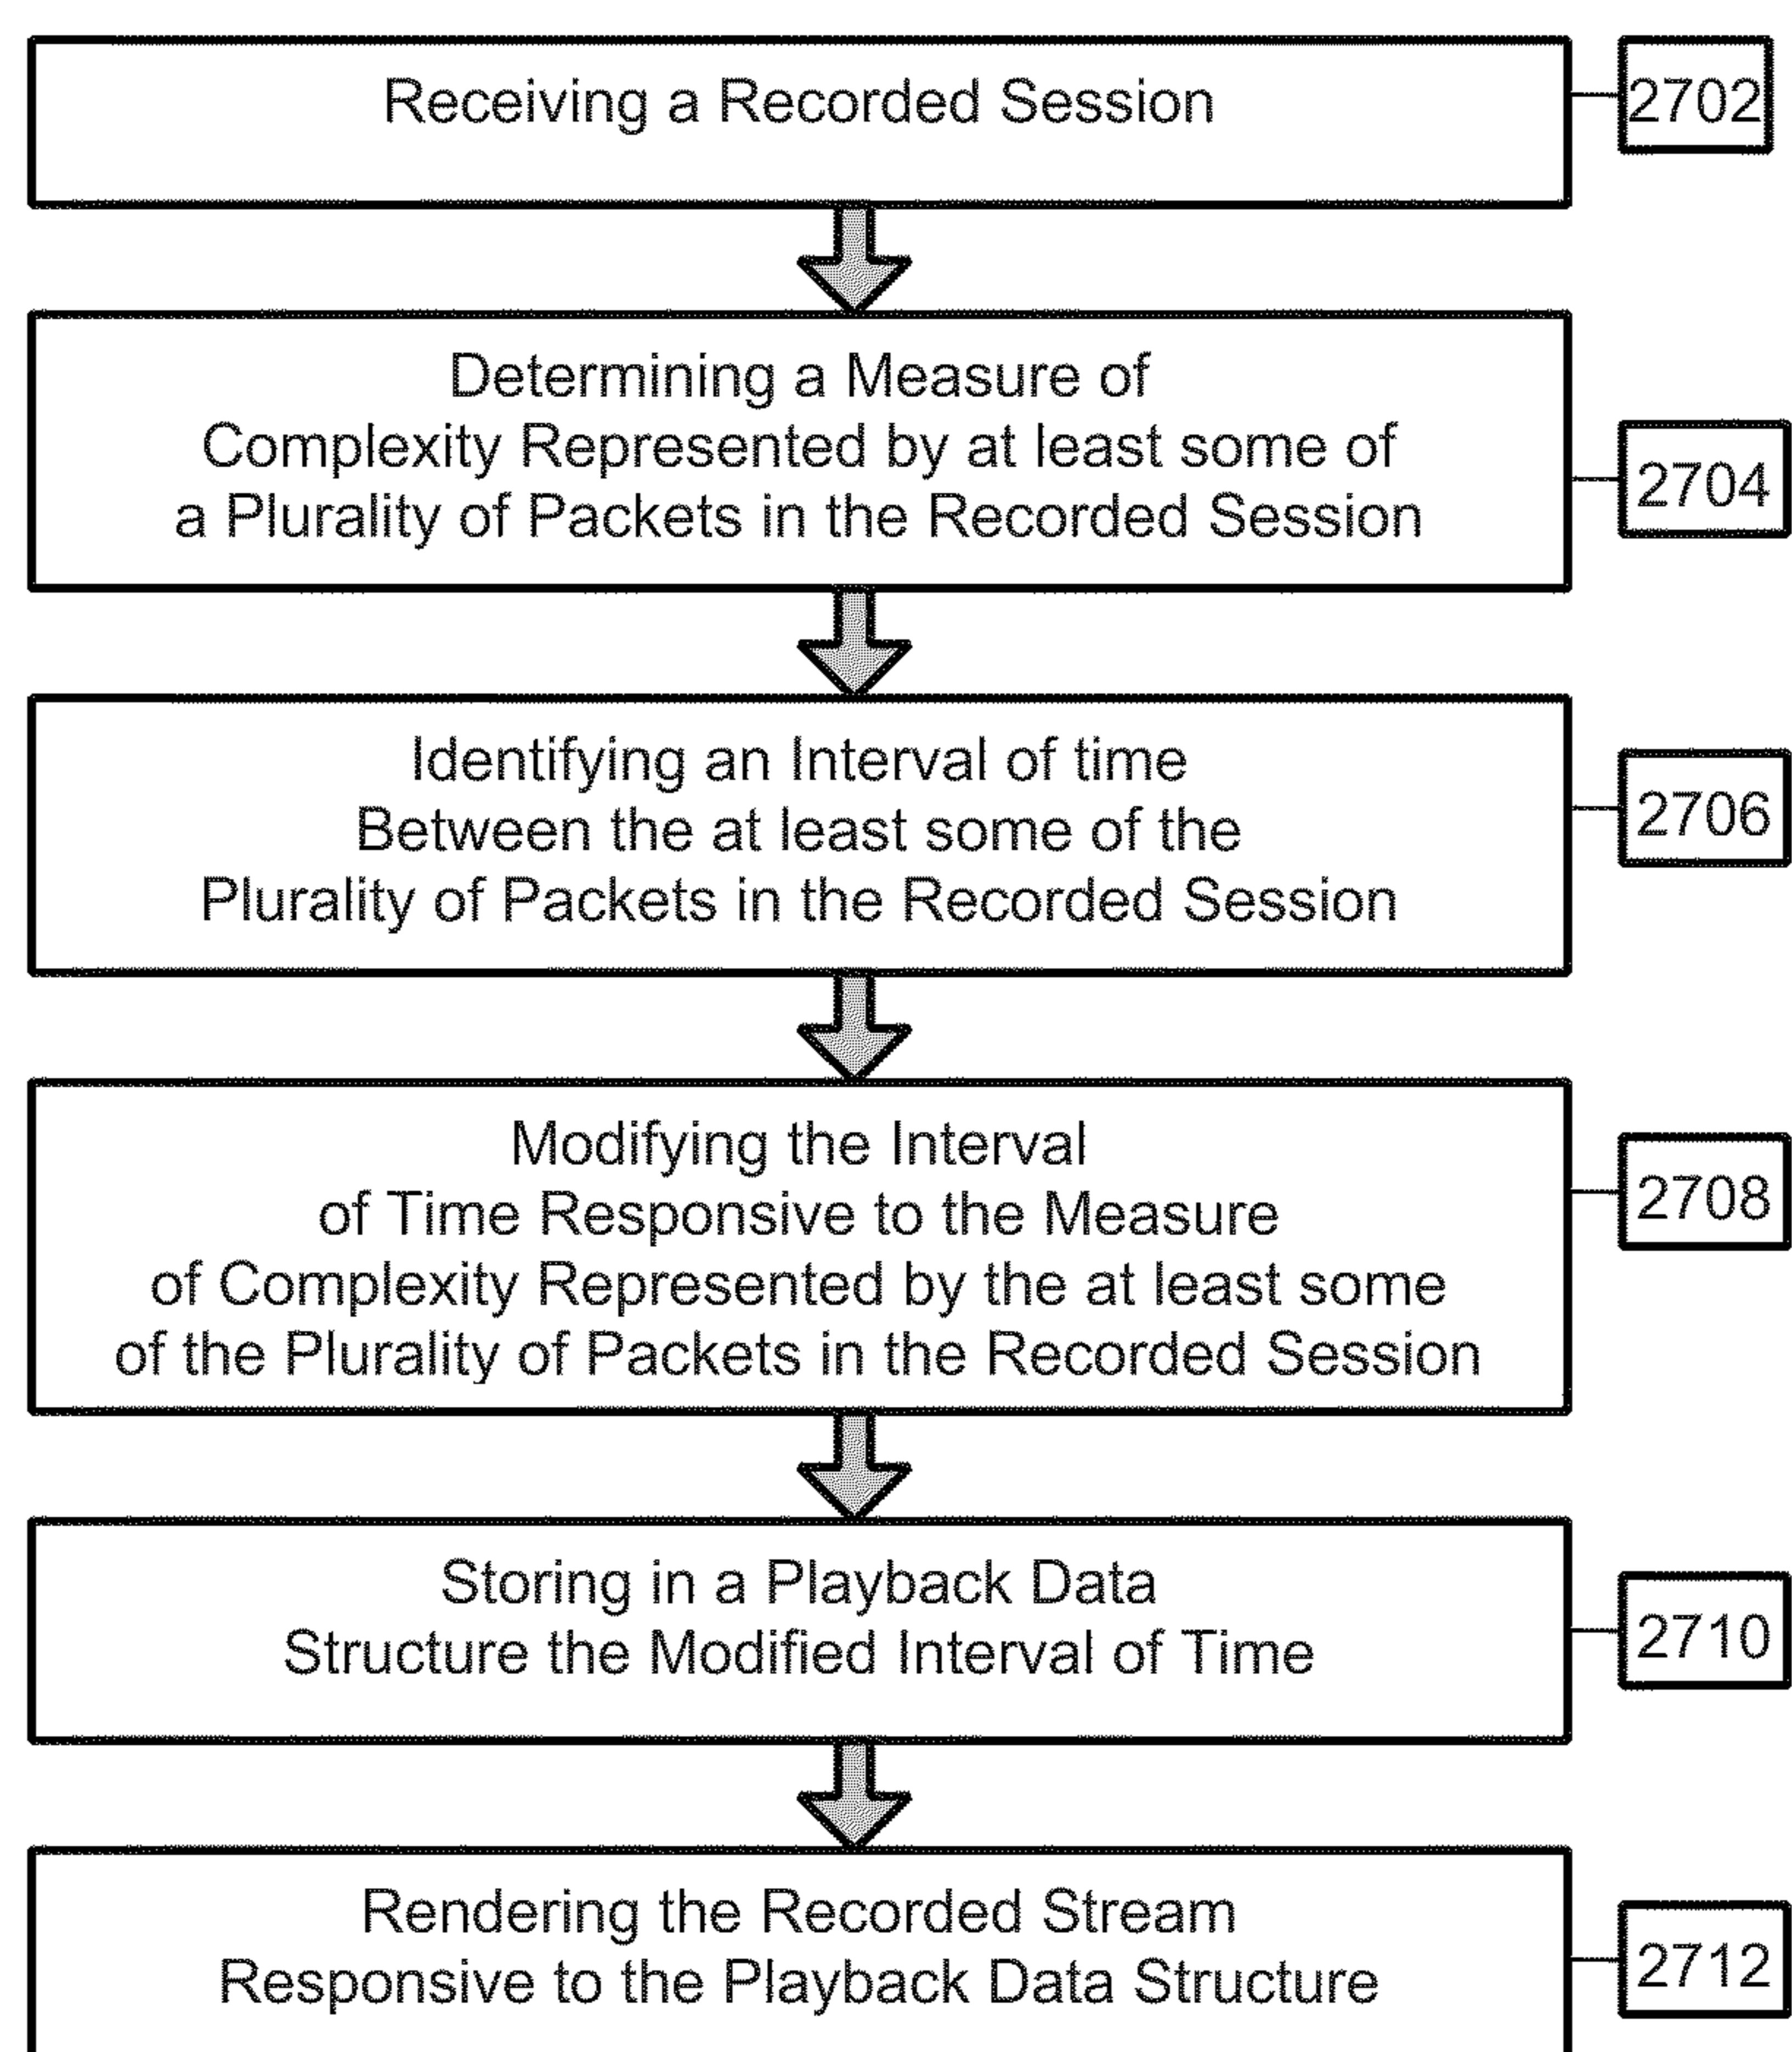 Receiving a Recorded Session
2702
Determining a Measure of
Complexity Represented by at least some of
a Plurality of Packets in the Recorded Session
2704
Identifying an Interval of time
Between the at least some of the
Plurality of Packets in the Recorded Session
2706
Modifying the Interval
of Time Responsive to the Measure
of Complexity Represented by the at least some
of the Plurality of Packets in the Recorded Session
2708
Storing in a Playback Data
Structure the Modified Interval of Time
2710
Rendering the Recorded Stream
Responsive to the Playback Data Structure
2712